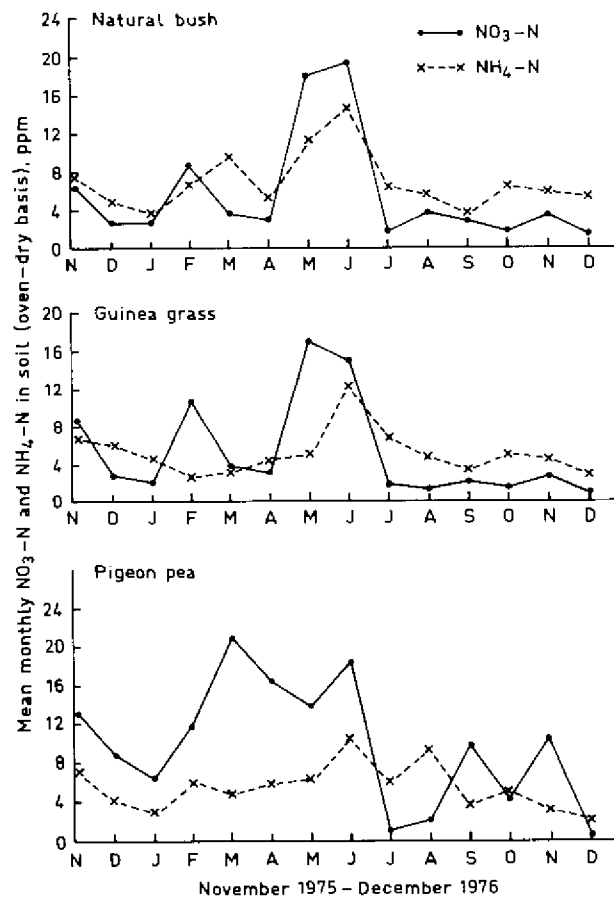 Mean monthly NO₃–N and NH₄–N in soil (oven–dry basis), ppm
Natural bush
NO₃–N
NH₄–N
24
20
16
12
8
4
0
N D J F M A M J J A S O N D
Guinea grass
20
16
12
8
4
0
N D J F M A M J J A S O N D
Pigeon pea
24
20
16
12
8
4
0
N D J F M A M J J A S O N D
November 1975 – December 1976